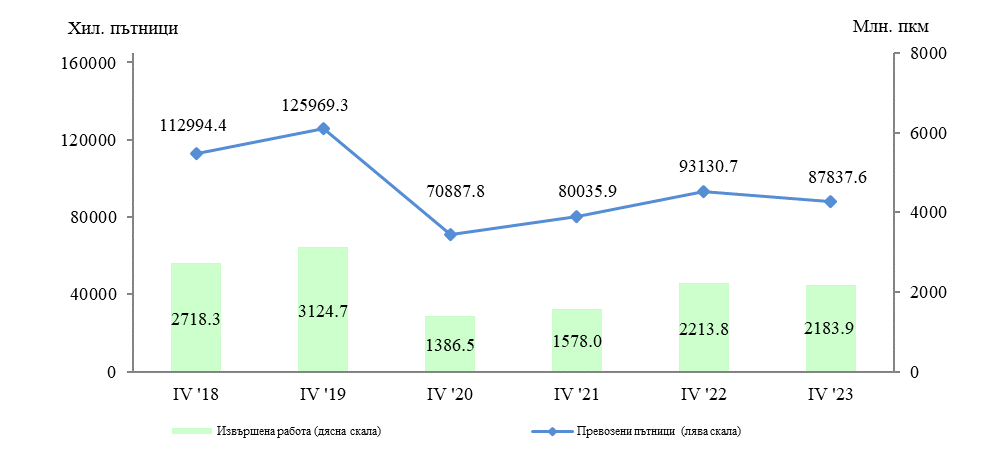 Хил. пътници
Млн. пкм
160000
120000
80000
40000
0
8000
6000
4000
2000
0
112994.4
125969.3
70887.8
80035.9
93130.7
87837.6
2718.3
3124.7
1386.5
1578.0
2213.8
2183.9
IV '18
IV '19
IV '20
IV '21
IV '22
IV '23
Извършена работа (дясна скала)
Превозени пътници (лява скала)